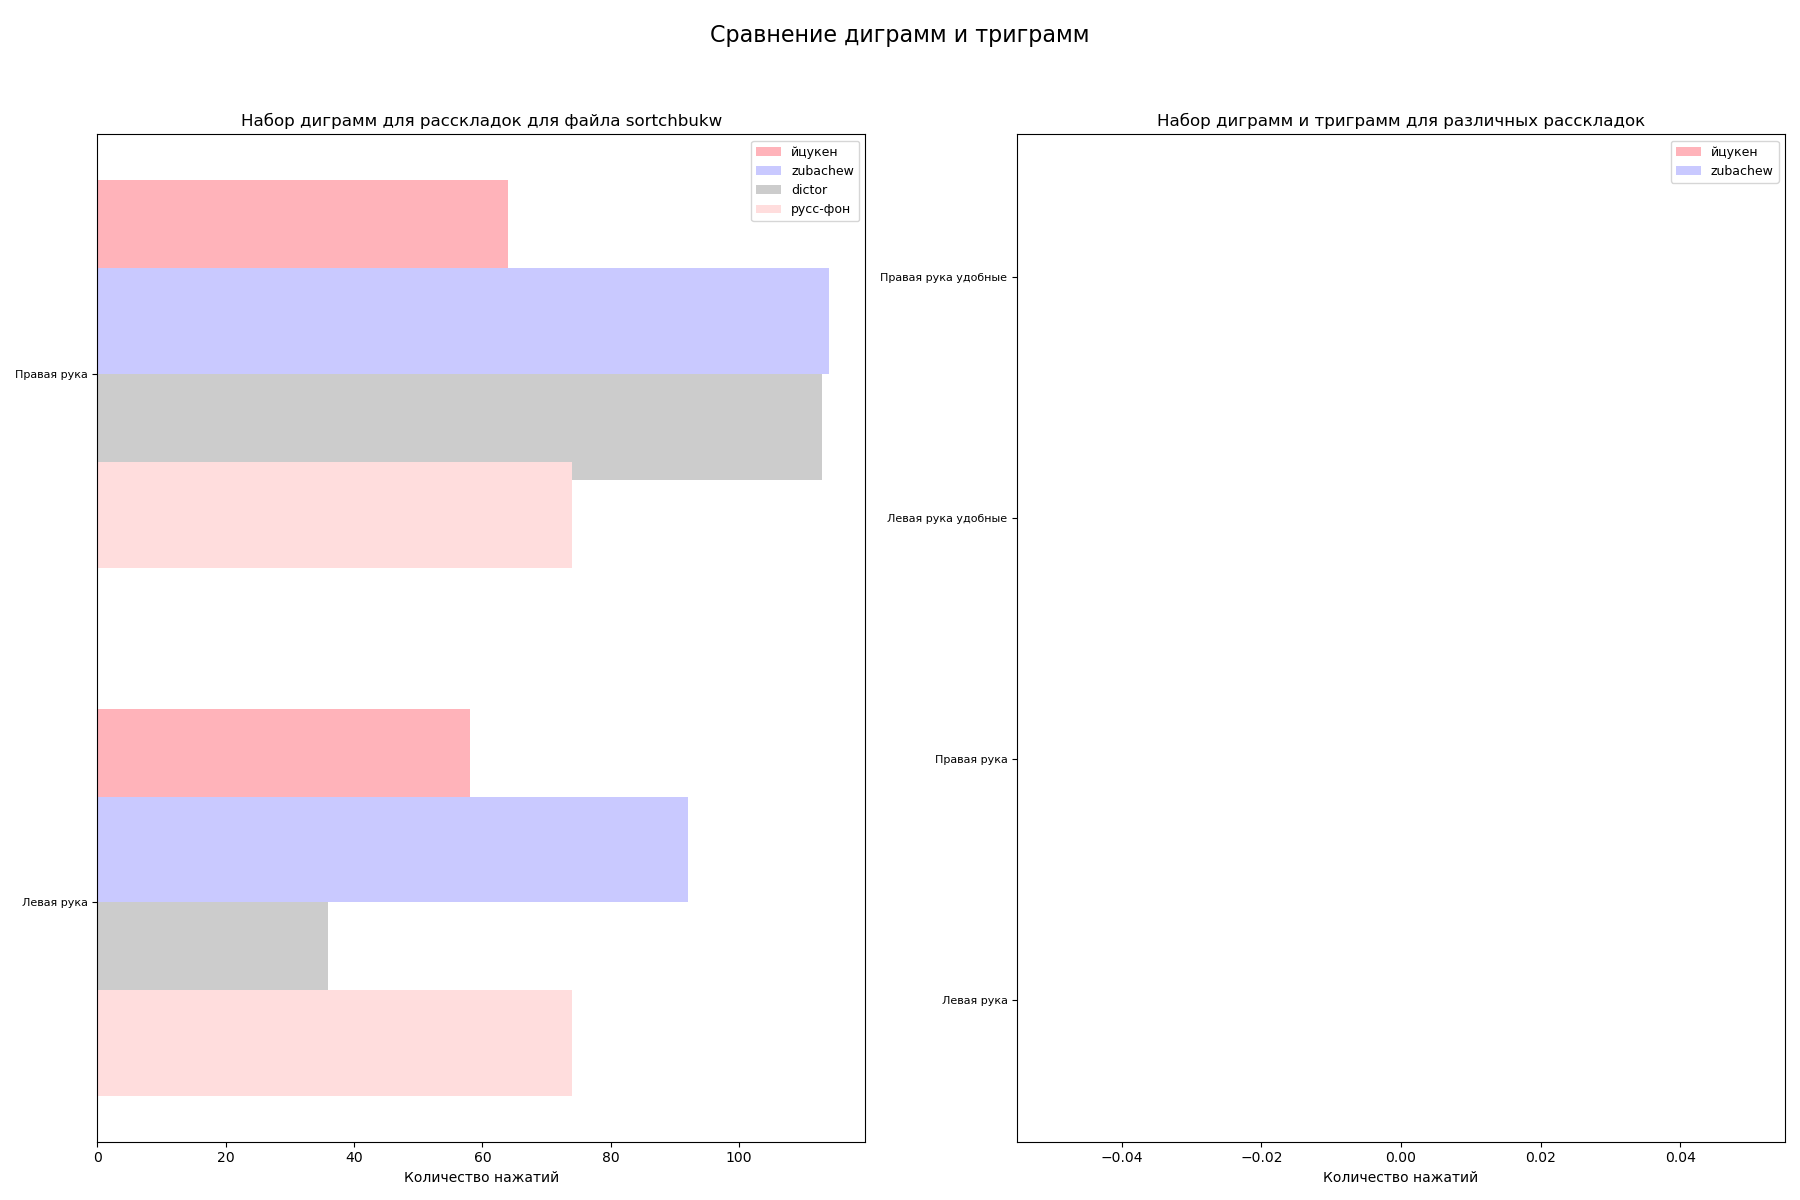 Сравнение диграмм и триграмм
Набор диграмм для расскладок для файла sortchbukw
йцукен
zubachew
dictor
русс-фон
Правая рука
Левая рука
0 20 40 60 80 100
Количество нажатий
Набор диграмм и триграмм для различных расскладок
йцукен
zubachew
Правая рука удобные
Левая рука удобные
Правая рука
Левая рука
−0.04 −0.02 0.00 0.02 0.04
Количество нажатий